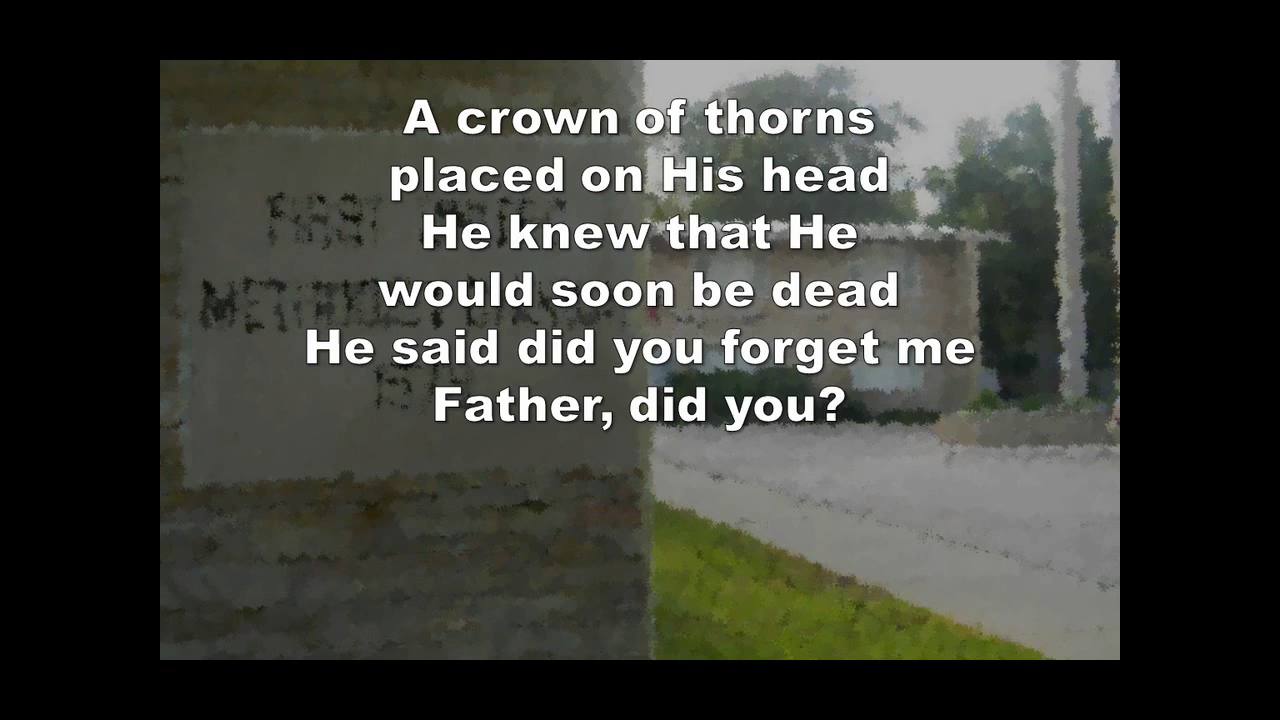 A crown of thorns
placed on His head
He knew that He
would soon be dead
He said did you forget me
Father, did you?
FIRST